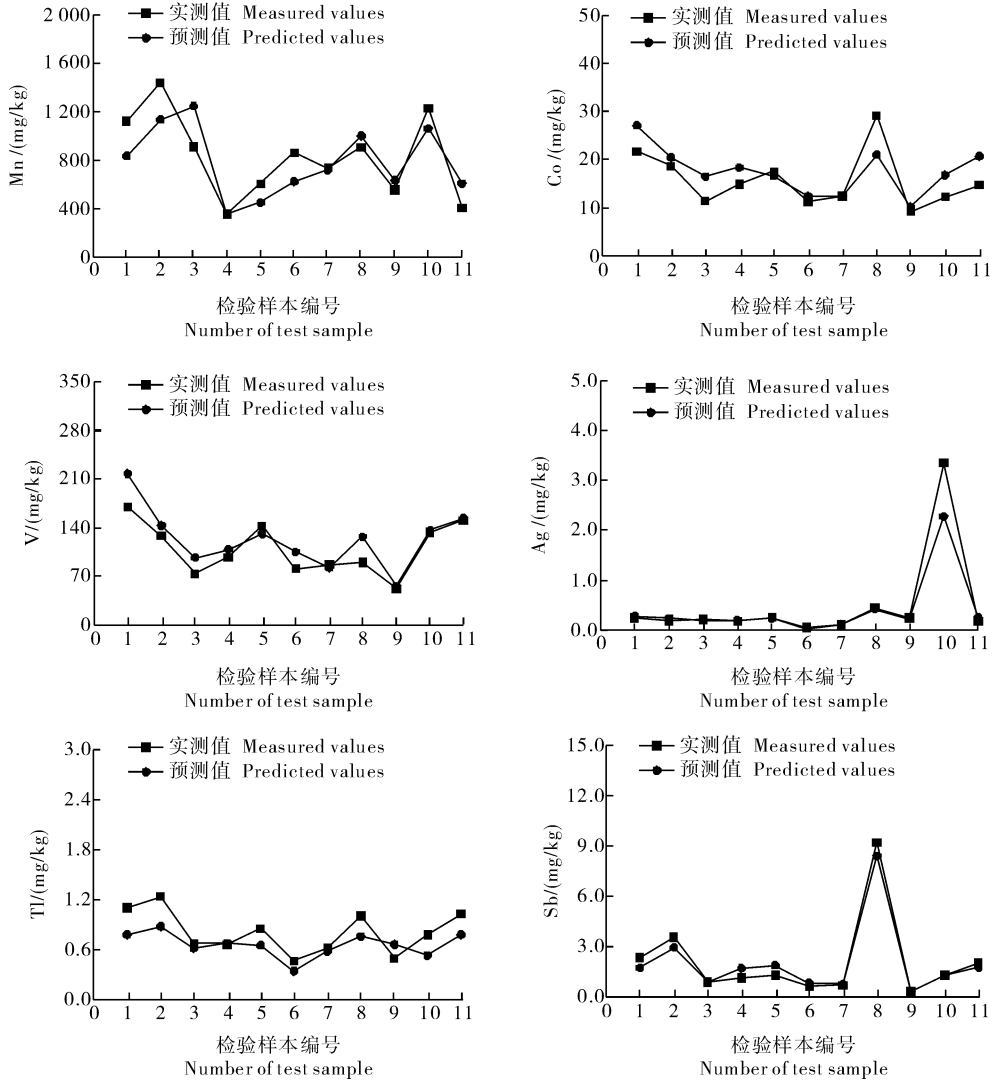 2 000
1 600
1 200
800
400
0
Mn /(mg/kg)
实测值 Measured values
预测值 Predicted values
0 1 2 3 4 5 6 7 8 9 10 11
检验样本编号
Number of test sample
50
40
30
20
10
0
Co /(mg/kg)
实测值 Measured values
预测值 Predicted values
0 1 2 3 4 5 6 7 8 9 10 11
检验样本编号
Number of test sample
350
280
210
140
70
0
V/(mg/kg)
实测值 Measured values
预测值 Predicted values
0 1 2 3 4 5 6 7 8 9 10 11
检验样本编号
Number of test sample
5.0
4.0
3.0
2.0
1.0
0.0
Ag /(mg/kg)
实测值 Measured values
预测值 Predicted values
0 1 2 3 4 5 6 7 8 9 10 11
检验样本编号
Number of test sample
3.0
2.4
1.8
1.2
0.6
0.0
Tl/(mg/kg)
实测值 Measured values
预测值 Predicted values
0 1 2 3 4 5 6 7 8 9 10 11
检验样本编号
Number of test sample
15.0
12.0
9.0
6.0
3.0
0.0
Sb/(mg/kg)
实测值 Measured values
预测值 Predicted values
0 1 2 3 4 5 6 7 8 9 10 11
检验样本编号
Number of test sample